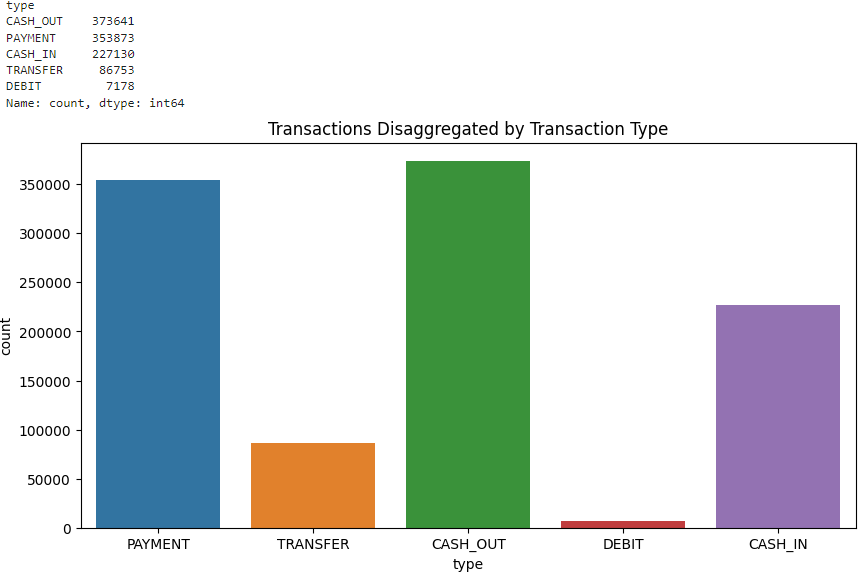 type
CASH_OUT    373641
PAYMENT     353873
CASH_IN     227130
TRANSFER     86753
DEBIT         7178
Name: count, dtype: int64
Transactions Disaggregated by Transaction Type
350000
300000
250000
200000
150000
100000
50000
0
count
PAYMENT TRANSFER CASH_OUT DEBIT CASH_IN
type